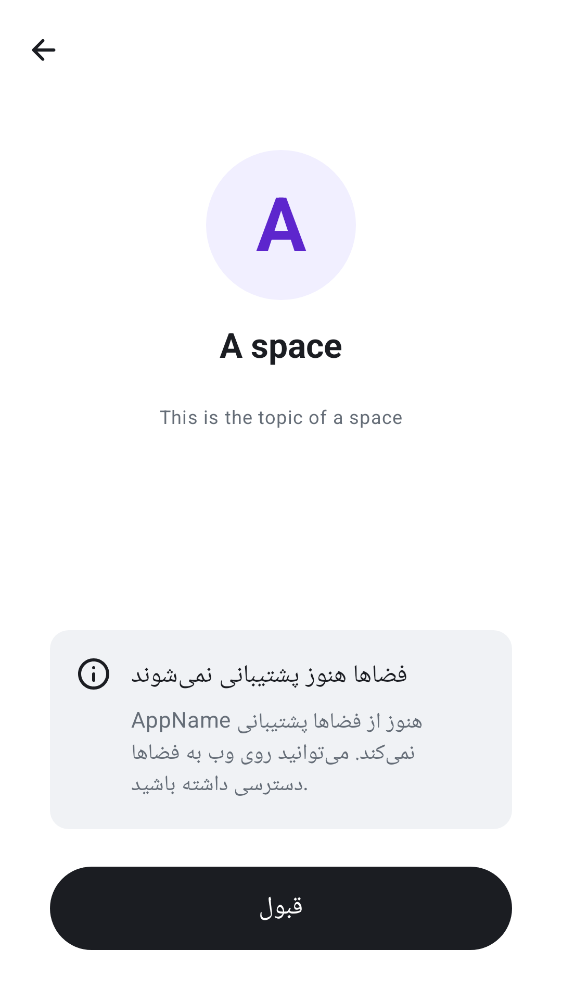 A
A space
This is the topic of a space
فضاها هنوز پشتیبانی نمی‌شوند
AppName هنوز از فضاها پشتیبانی
نمی‌کند. می‌توانید روی وب به فضاها
دسترسی داشته باشید.
قبول